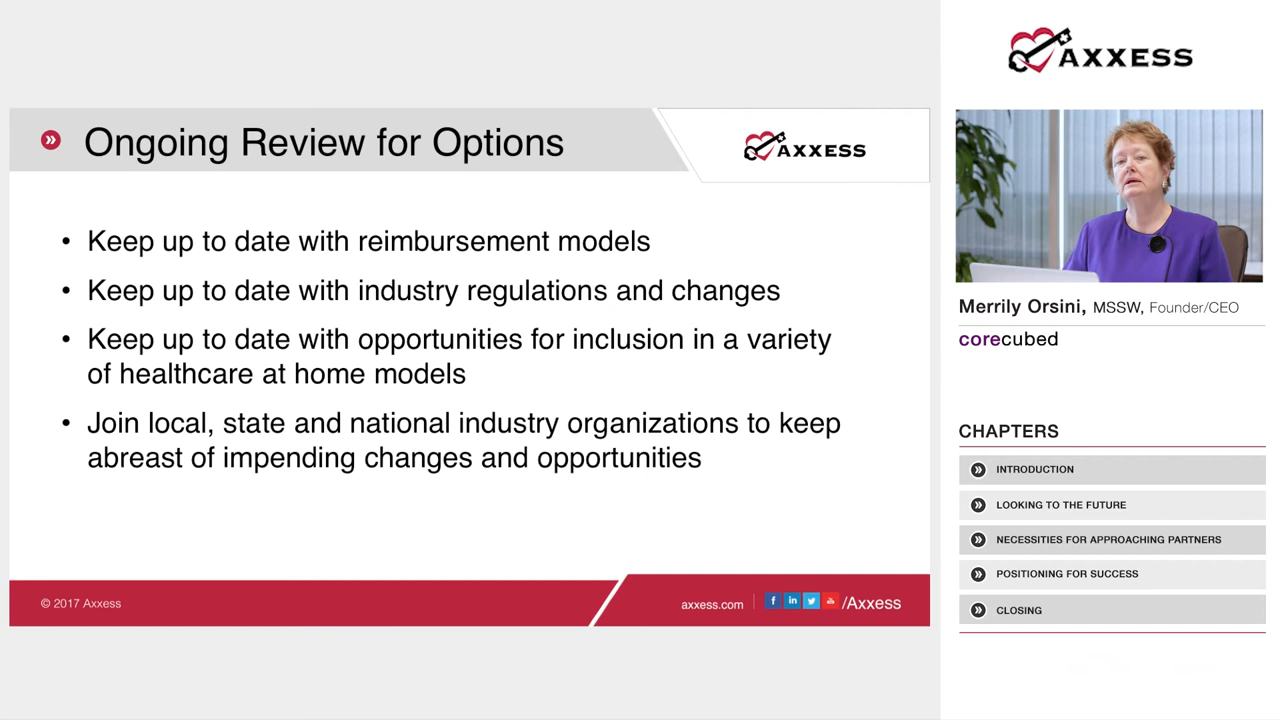 Ongoing Review for Options
AXXESS
• Keep up to date with reimbursement models
• Keep up to date with industry regulations and changes
• Keep up to date with opportunities for inclusion in a variety
of healthcare at home models
• Join local, state and national industry organizations to keep
abreast of impending changes and opportunities
© 2017 Axxess
axxess.com
/Axxess
AXXESS
Merrily Orsini, MSSW, Founder/CEO
corecubed
CHAPTERS
INTRODUCTION
LOOKING TO THE FUTURE
NECESSITIES FOR APPROACHING PARTNERS
POSITIONING FOR SUCCESS
CLOSING